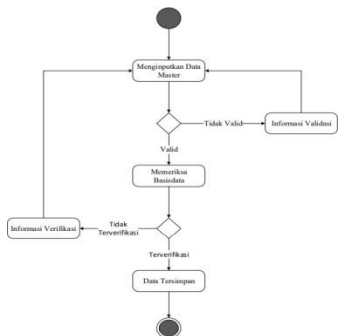 Menginputkan Data
Master
Tidak Valid
Informasi Validasi
Valid
Memeriksa
Basisdata
Informasi Verifikasi
Tidak
Terverifikasi
Terverifikasi
Data Tersimpan